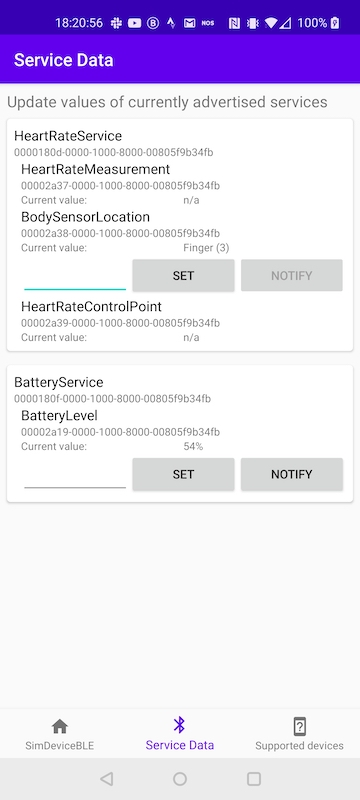 18:20:56 NOS 100%
Service Data
Update values of currently advertised services
HeartRateService
0000180d-0000-1000-8000-00805f9b34fb
HeartRateMeasurement
00002a37-0000-1000-8000-00805f9b34fb
Current value: n/a
BodySensorLocation
00002a38-0000-1000-8000-00805f9b34fb
Current value: Finger (3)
SET NOTIFY
HeartRateControlPoint
00002a39-0000-1000-8000-00805f9b34fb
Current value: n/a
BatteryService
0000180f-0000-1000-8000-00805f9b34fb
BatteryLevel
00002a19-0000-1000-8000-00805f9b34fb
Current value: 54%
SET NOTIFY
SimDeviceBLE Service Data Supported devices